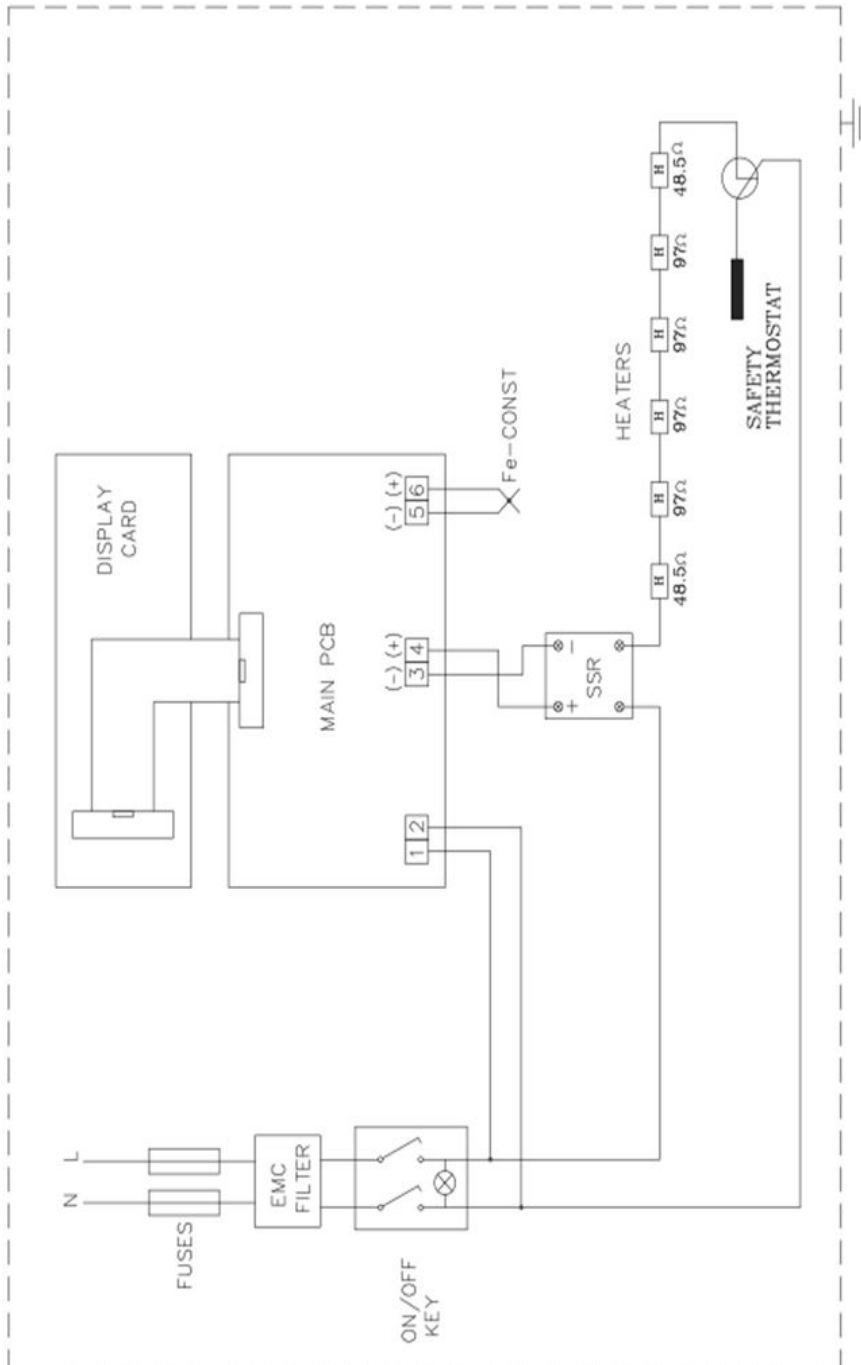 DISPLAY
CARD
MAIN PCB
(-) (+)
5 6
Fe-CONST
(-) (+)
3 4
1 2
+ -
SSR
HEATERS
H
48.5Ω
H
97Ω
H
97Ω
H
97Ω
H
97Ω
H
48.5Ω
SAFETY
THERMOSTAT
L
N
FUSES
EMC
FILTER
ON/OFF
KEY